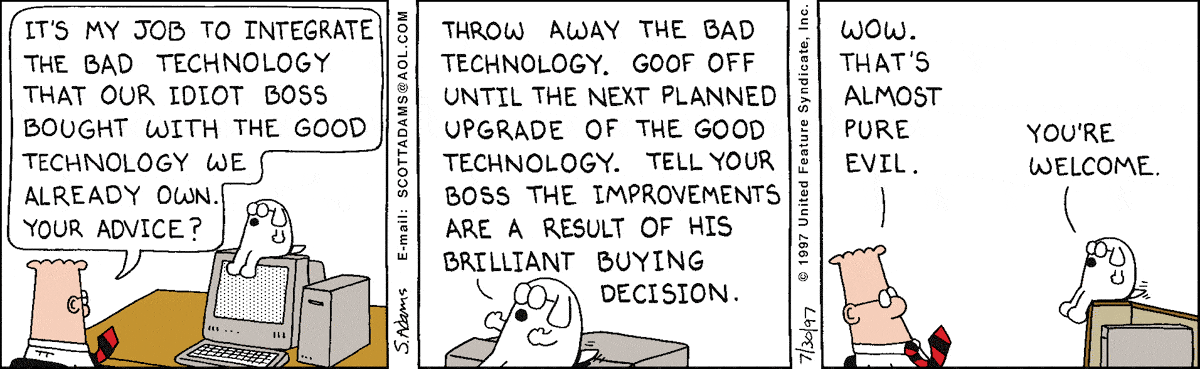 IT'S MY JOB TO INTEGRATE
THE BAD TECHNOLOGY
THAT OUR IDIOT BOSS
BOUGHT WITH THE GOOD
TECHNOLOGY WE
ALREADY OWN.
YOUR ADVICE?
S.Adams
E-mail: SCOTTADAMS@AOL.COM
THROW AWAY THE BAD
TECHNOLOGY. GOOF OFF
UNTIL THE NEXT PLANNED
UPGRADE OF THE GOOD
TECHNOLOGY. TELL YOUR
BOSS THE IMPROVEMENTS
ARE A RESULT OF HIS
BRILLIANT BUYING
DECISION.
7/30/97 © 1997 United Feature Syndicate, Inc.
WOW.
THAT'S
ALMOST
PURE
EVIL.
YOU'RE
WELCOME.